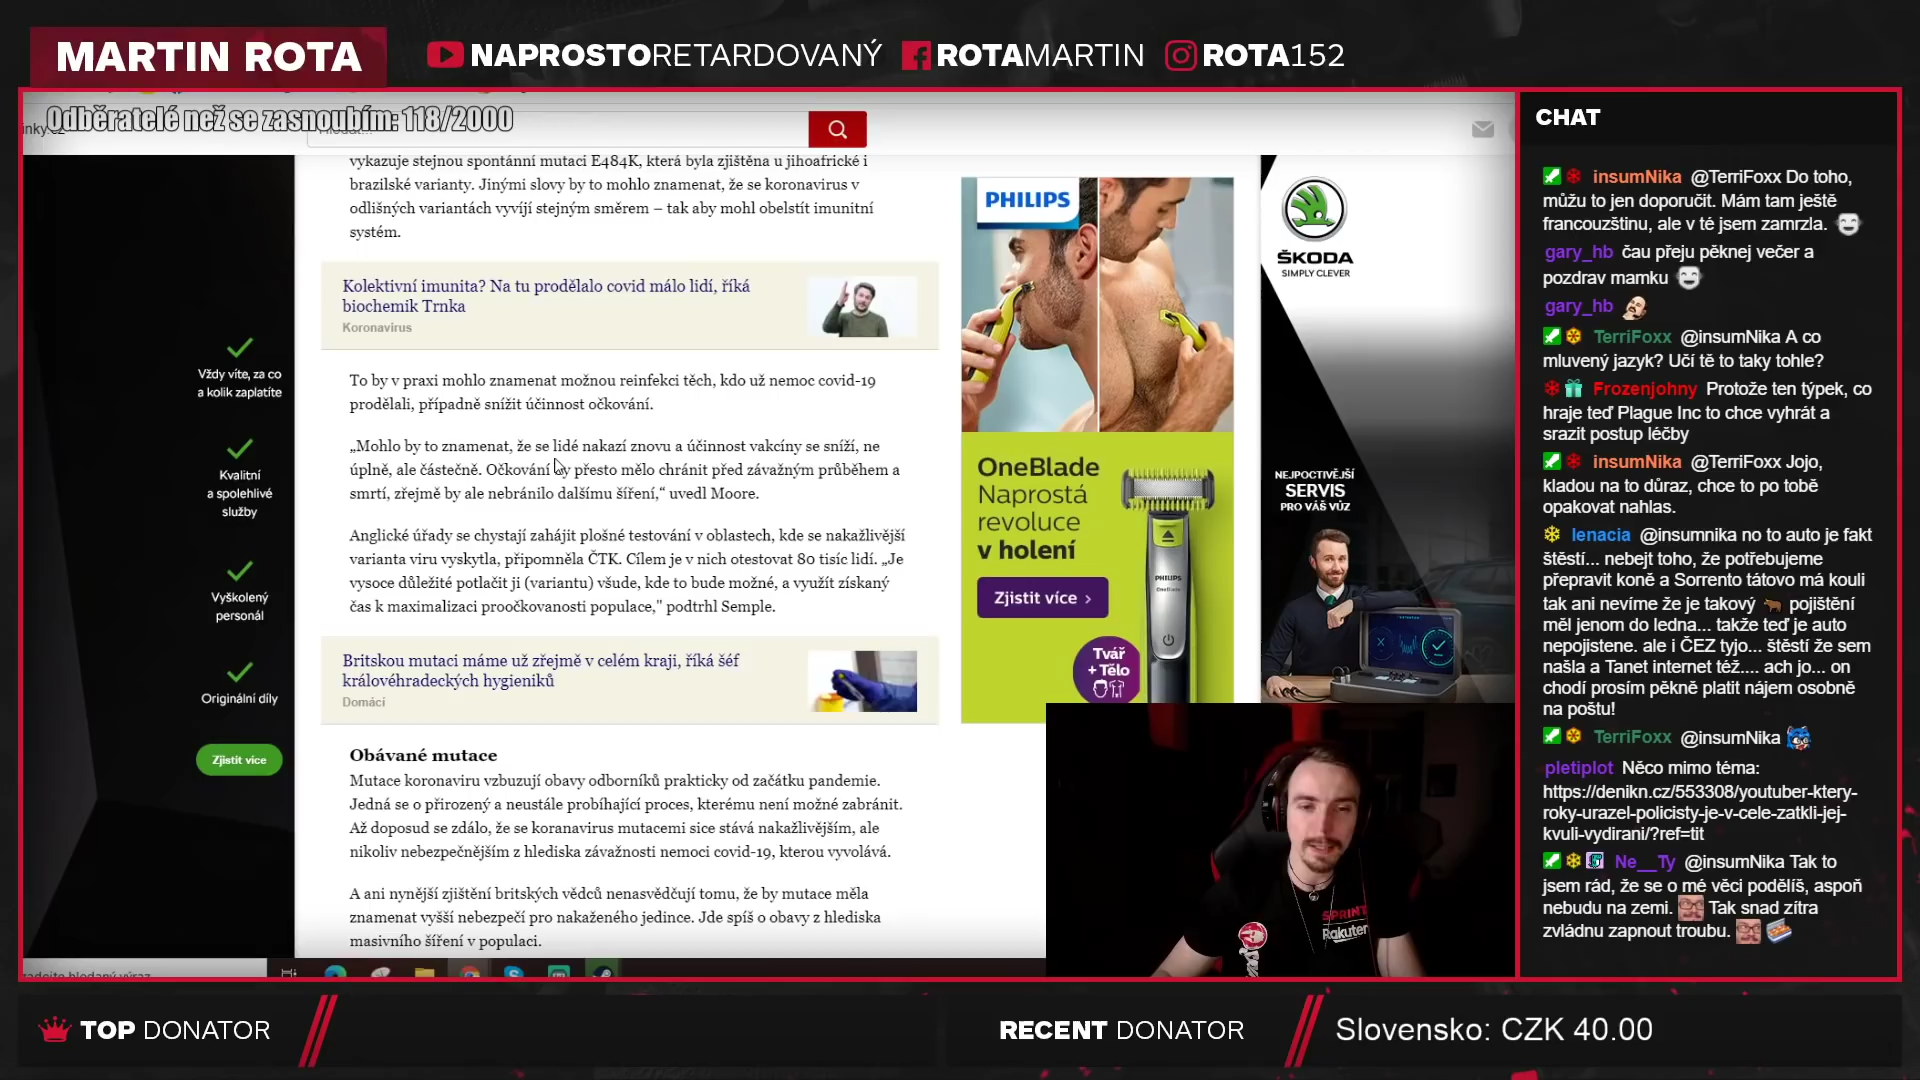 MARTIN ROTA
NAPROSTORETARDOVANÝ
ROTAMARTIN
ROTA152
Odběratelé než se zasnoubím: 118/2000
vykazuje stejnou spontánní mutaci E484K, která byla zjištěna u jihoafrické i
brazilské varianty. Jinými slovy by to mohlo znamenat, že se koronavirus v
odlišných variantách vyvíjí stejným směrem – tak aby mohl obelstít imunitní
systém.
Kolektivní imunita? Na tu prodělalo covid málo lidí, říká
biochemik Trnka
Koronavirus
To by v praxi mohlo znamenat možnou reinfekci těch, kdo už nemoc covid-19
prodělali, případně snížit účinnost očkování.
„Mohlo by to znamenat, že se lidé nakazí znovu a účinnost vakcíny se sníží, ne
úplně, ale částečně. Očkování by přesto mělo chránit před závažným průběhem a
smrtí, zřejmě by ale nebránilo dalšímu šíření,“ uvedl Moore.
Anglické úřady se chystají zahájit plošné testování v oblastech, kde se nakažlivější
varianta viru vyskytla, připomněla ČTK. Cílem je v nich otestovat 80 tisíc lidí. „Je
vysoce důležité potlačit ji (variantu) všude, kde to bude možné, a využít získaný
čas k maximalizaci proočkovanosti populace," podtrhl Semple.
Britskou mutaci máme už zřejmě v celém kraji, říká šéf
královéhradeckých hygieniků
Domácí
Obávané mutace
Mutace koronaviru vzbuzují obavy odborníků prakticky od začátku pandemie.
Jedná se o přirozený a neustále probíhající proces, kterému není možné zabránit.
Až doposud se zdálo, že se koranavirus mutacemi sice stává nakažlivějším, ale
nikoliv nebezpečnějším z hlediska závažnosti nemoci covid-19, kterou vyvolává.
A ani nynější zjištění britských vědců nenasvědčují tomu, že by mutace měla
znamenat vyšší nebezpečí pro nakaženého jedince. Jde spíš o obavy z hlediska
masivního šíření v populaci.
Vždy víte, za co
a kolik zaplatíte
Kvalitní
a spolehlivé
služby
Vyškolený
personál
Originální díly
Zjistit více
PHILIPS
OneBlade
Naprostá
revoluce
v holení
Zjistit více ›
PHILIPS
OneBlade
Tvář
+ Tělo
ŠKODA
SIMPLY CLEVER
NEJPOCTIVĚJŠÍ
SERVIS
PRO VÁŠ VŮZ
SPRINT
Rakuten
CHAT
insumNika @TerriFoxx Do toho,
můžu to jen doporučit. Mám tam ještě
francouzštinu, ale v té jsem zamrzla.
gary_hb čau přeju pěknej večer a
pozdrav mamku
gary_hb
TerriFoxx @insumNika A co
mluvený jazyk? Učí tě to taky tohle?
Frozenjohny Protože ten týpek, co
hraje teď Plague Inc to chce vyhrát a
srazit postup léčby
insumNika @TerriFoxx Jojo,
kladou na to důraz, chce to po tobě
opakovat nahlas.
lenacia @insumnika no to auto je fakt
štěstí... nebejt toho, že potřebujeme
přepravit koně a Sorrento tátovo má kouli
tak ani nevíme že je takový pojištění
měl jenom do ledna... takže teď je auto
nepojistene. ale i ČEZ tyjo... štěstí že sem
našla a Tanet internet též.... ach jo... on
chodí prosím pěkně platit nájem osobně
na poštu!
TerriFoxx @insumNika
pletiplot Něco mimo téma:
https://denikn.cz/553308/youtuber-ktery-
roky-urazel-policisty-je-v-cele-zatkli-jej-
kvuli-vydirani/?ref=tit
Ne__Ty @insumNika Tak to
jsem rád, že se o mé věci podělíš, aspoň
nebudu na zemi. Tak snad zítra
zvládnu zapnout troubu.
TOP DONATOR
RECENT DONATOR
Slovensko: CZK 40.00